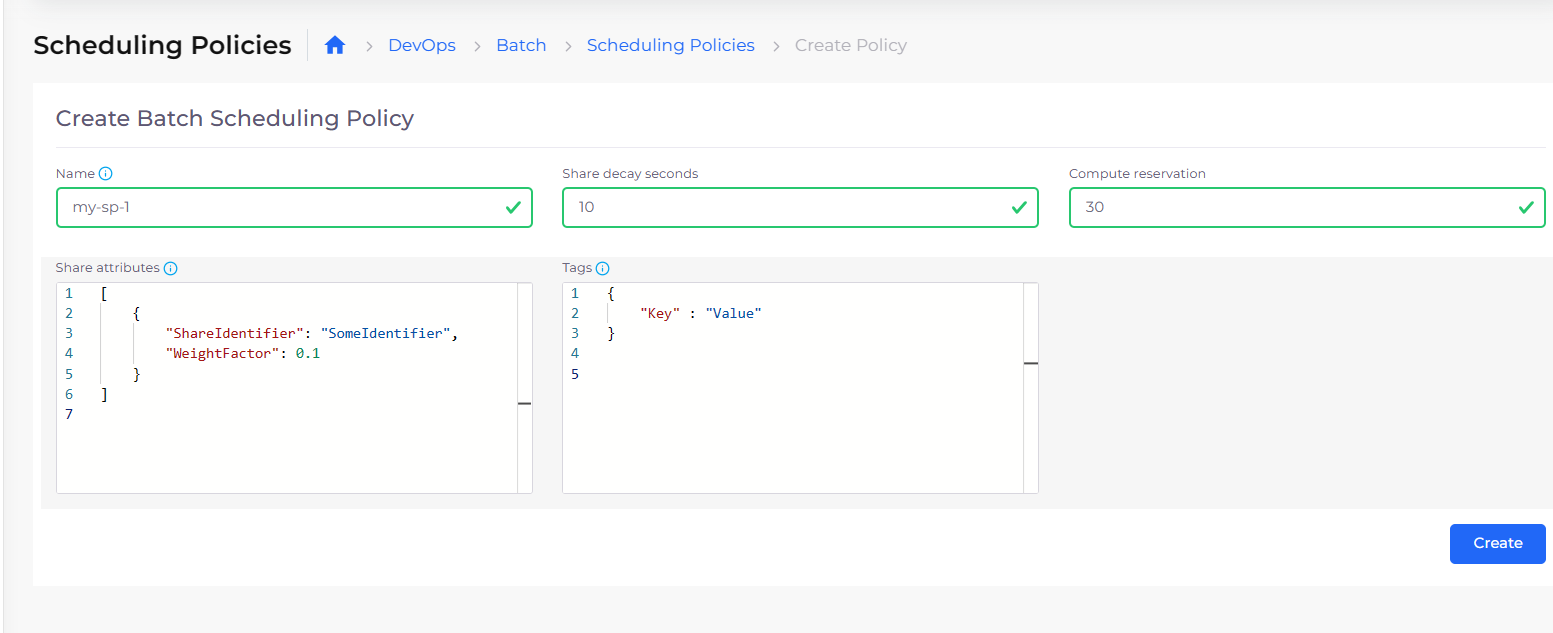 Scheduling Policies > DevOps > Batch > Scheduling Policies > Create Policy
Create Batch Scheduling Policy
Name Share decay seconds Compute reservation
my-sp-1 10 30
Share attributes Tags
1 [
2 {
3 "ShareIdentifier": "SomeIdentifier",
4 "WeightFactor": 0.1
5 }
6 ]
7
1 {
2 "Key" : "Value"
3 }
4
5
Create